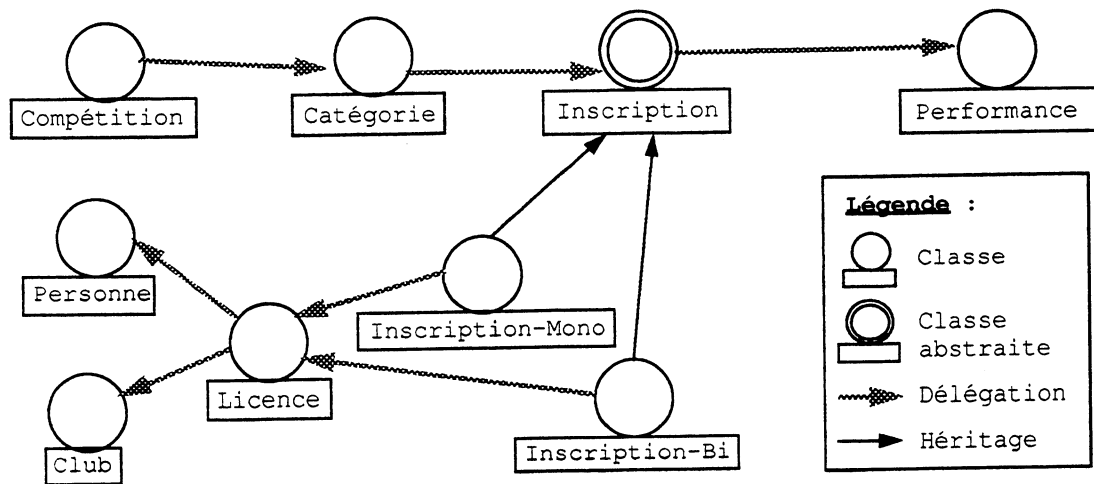 Compétition
Catégorie
Inscription
Performance
Personne
Inscription-Mono
Licence
Club
Inscription-Bi
Légende :
Classe
Classe
abstraite
Délégation
Héritage